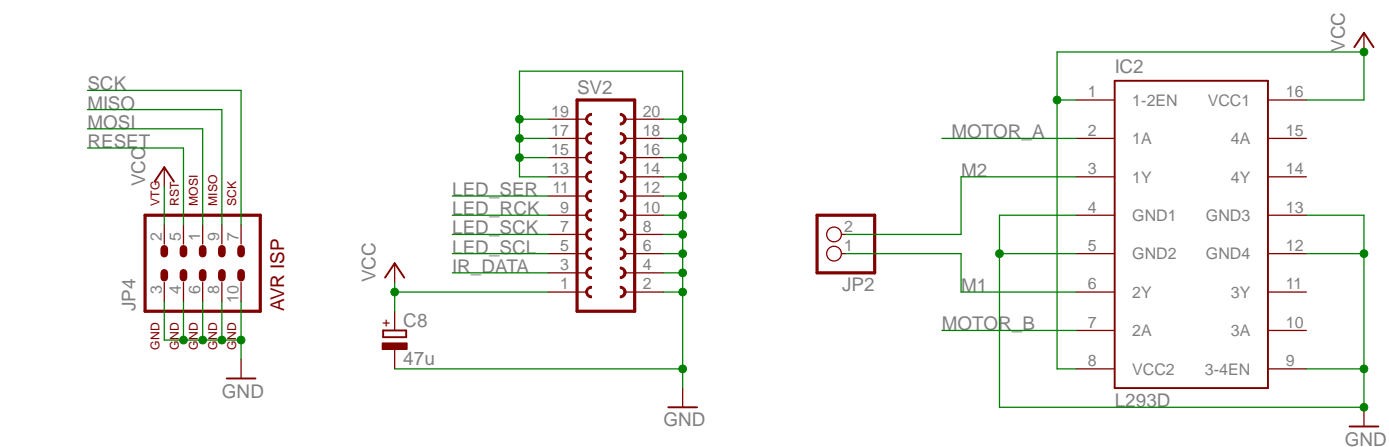 SCK
MISO
MOSI
RESET
VCC
VTG
RST
MOSI
MISO
SCK
2
5
1
9
7
JP4
AVR ISP
3
4
6
8
10
GND
GND
GND
GND
GND
GND
SV2
19
20
17
18
15
16
13
14
LED_SER
11
12
LED_RCK
9
10
LED_SCK
7
8
LED_SCL
5
6
IR_DATA
3
4
1
2
VCC
+
C8
47u
GND
VCC
IC2
1
1-2EN
VCC1
16
MOTOR_A
2
1A
4A
15
M2
3
1Y
4Y
14
4
GND1
GND3
13
2
1
JP2
5
GND2
GND4
12
M1
6
2Y
3Y
11
MOTOR_B
7
2A
3A
10
8
VCC2
3-4EN
9
L293D
GND